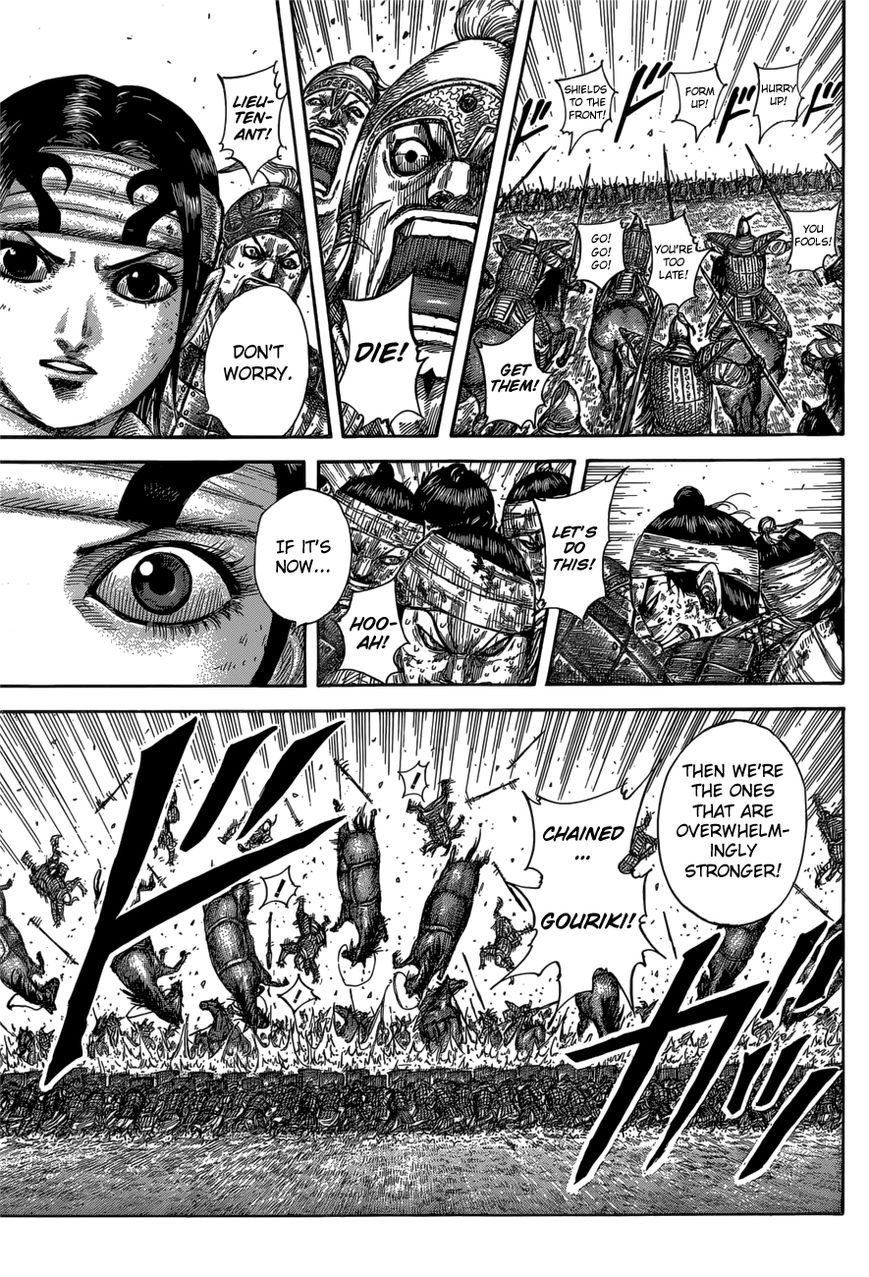 HURRY
UP!
ドドドド
FORM
UP!
SHIELDS
TO THE
FRONT!
YOU
FOOLS!
YOU'RE
TOO
LATE!
GO!
GO!
GO!
GET
THEM!
DIE!
LIEU-
TEN-
ANT!
DON'T
WORRY.
LET'S
DO
THIS!
HOO-
AH!
IF IT'S
NOW...
THEN WE'RE
THE ONES
THAT ARE
OVERWHELM-
INGLY
STRONGER!
CHAINED
...
GOURIKI!
ガッ
ド
!
!
!